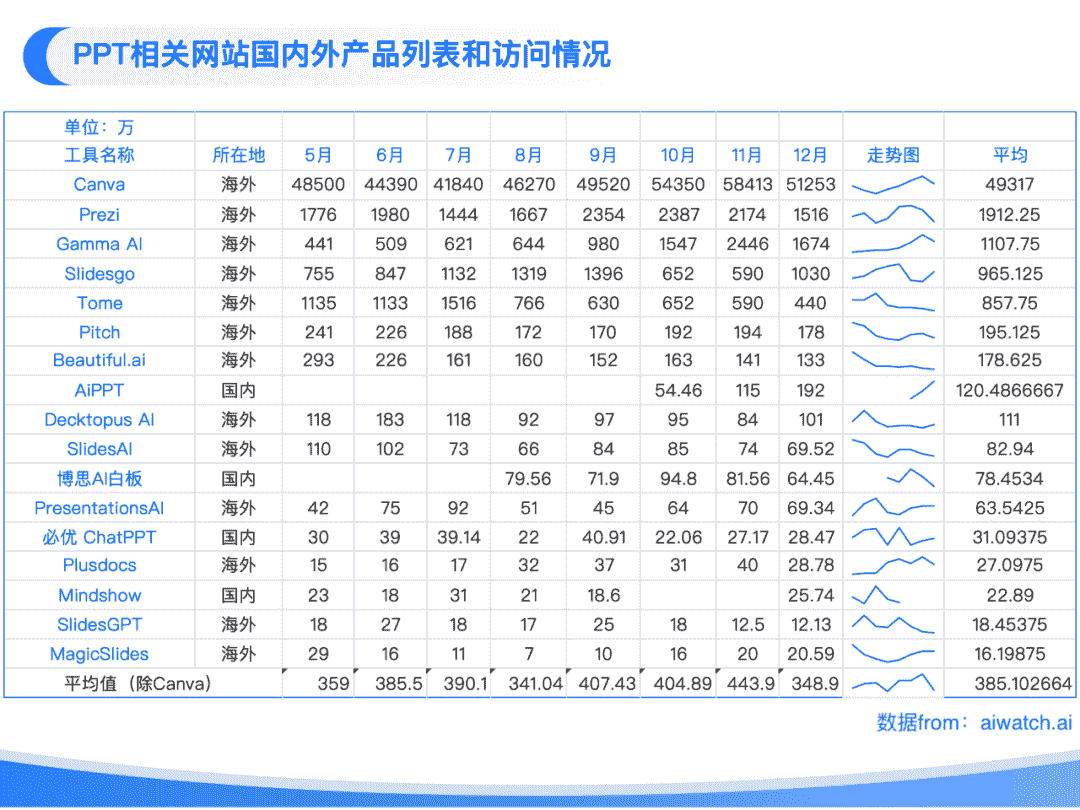 PPT相关网站国内外产品列表和访问情况
单位：万
工具名称 所在地 5月 6月 7月 8月 9月 10月 11月 12月 走势图 平均
Canva 海外 48500 44390 41840 46270 49520 54350 58413 51253 49317
Prezi 海外 1776 1980 1444 1667 2354 2387 2174 1516 1912.25
Gamma AI 海外 441 509 621 644 980 1547 2446 1674 1107.75
Slidesgo 海外 755 847 1132 1319 1396 652 590 1030 965.125
Tome 海外 1135 1133 1516 766 630 652 590 440 857.75
Pitch 海外 241 226 188 172 170 192 194 178 195.125
Beautiful.ai 海外 293 226 161 160 152 163 141 133 178.625
AiPPT 国内 54.46 115 192 120.4866667
Decktopus AI 海外 118 183 118 92 97 95 84 101 111
SlidesAI 海外 110 102 73 66 84 85 74 69.52 82.94
博思AI白板 国内 79.56 71.9 94.8 81.56 64.45 78.4534
PresentationsAI 海外 42 75 92 51 45 64 70 69.34 63.5425
必优 ChatPPT 国内 30 39 39.14 22 40.91 22.06 27.17 28.47 31.09375
Plusdocs 海外 15 16 17 32 37 31 40 28.78 27.0975
Mindshow 国内 23 18 31 21 18.6 25.74 22.89
SlidesGPT 海外 18 27 18 17 25 18 12.5 12.13 18.45375
MagicSlides 海外 29 16 11 7 10 16 20 20.59 16.19875
平均值（除Canva） 359 385.5 390.1 341.04 407.43 404.89 443.9 348.9 385.102664
数据from：aiwatch.ai